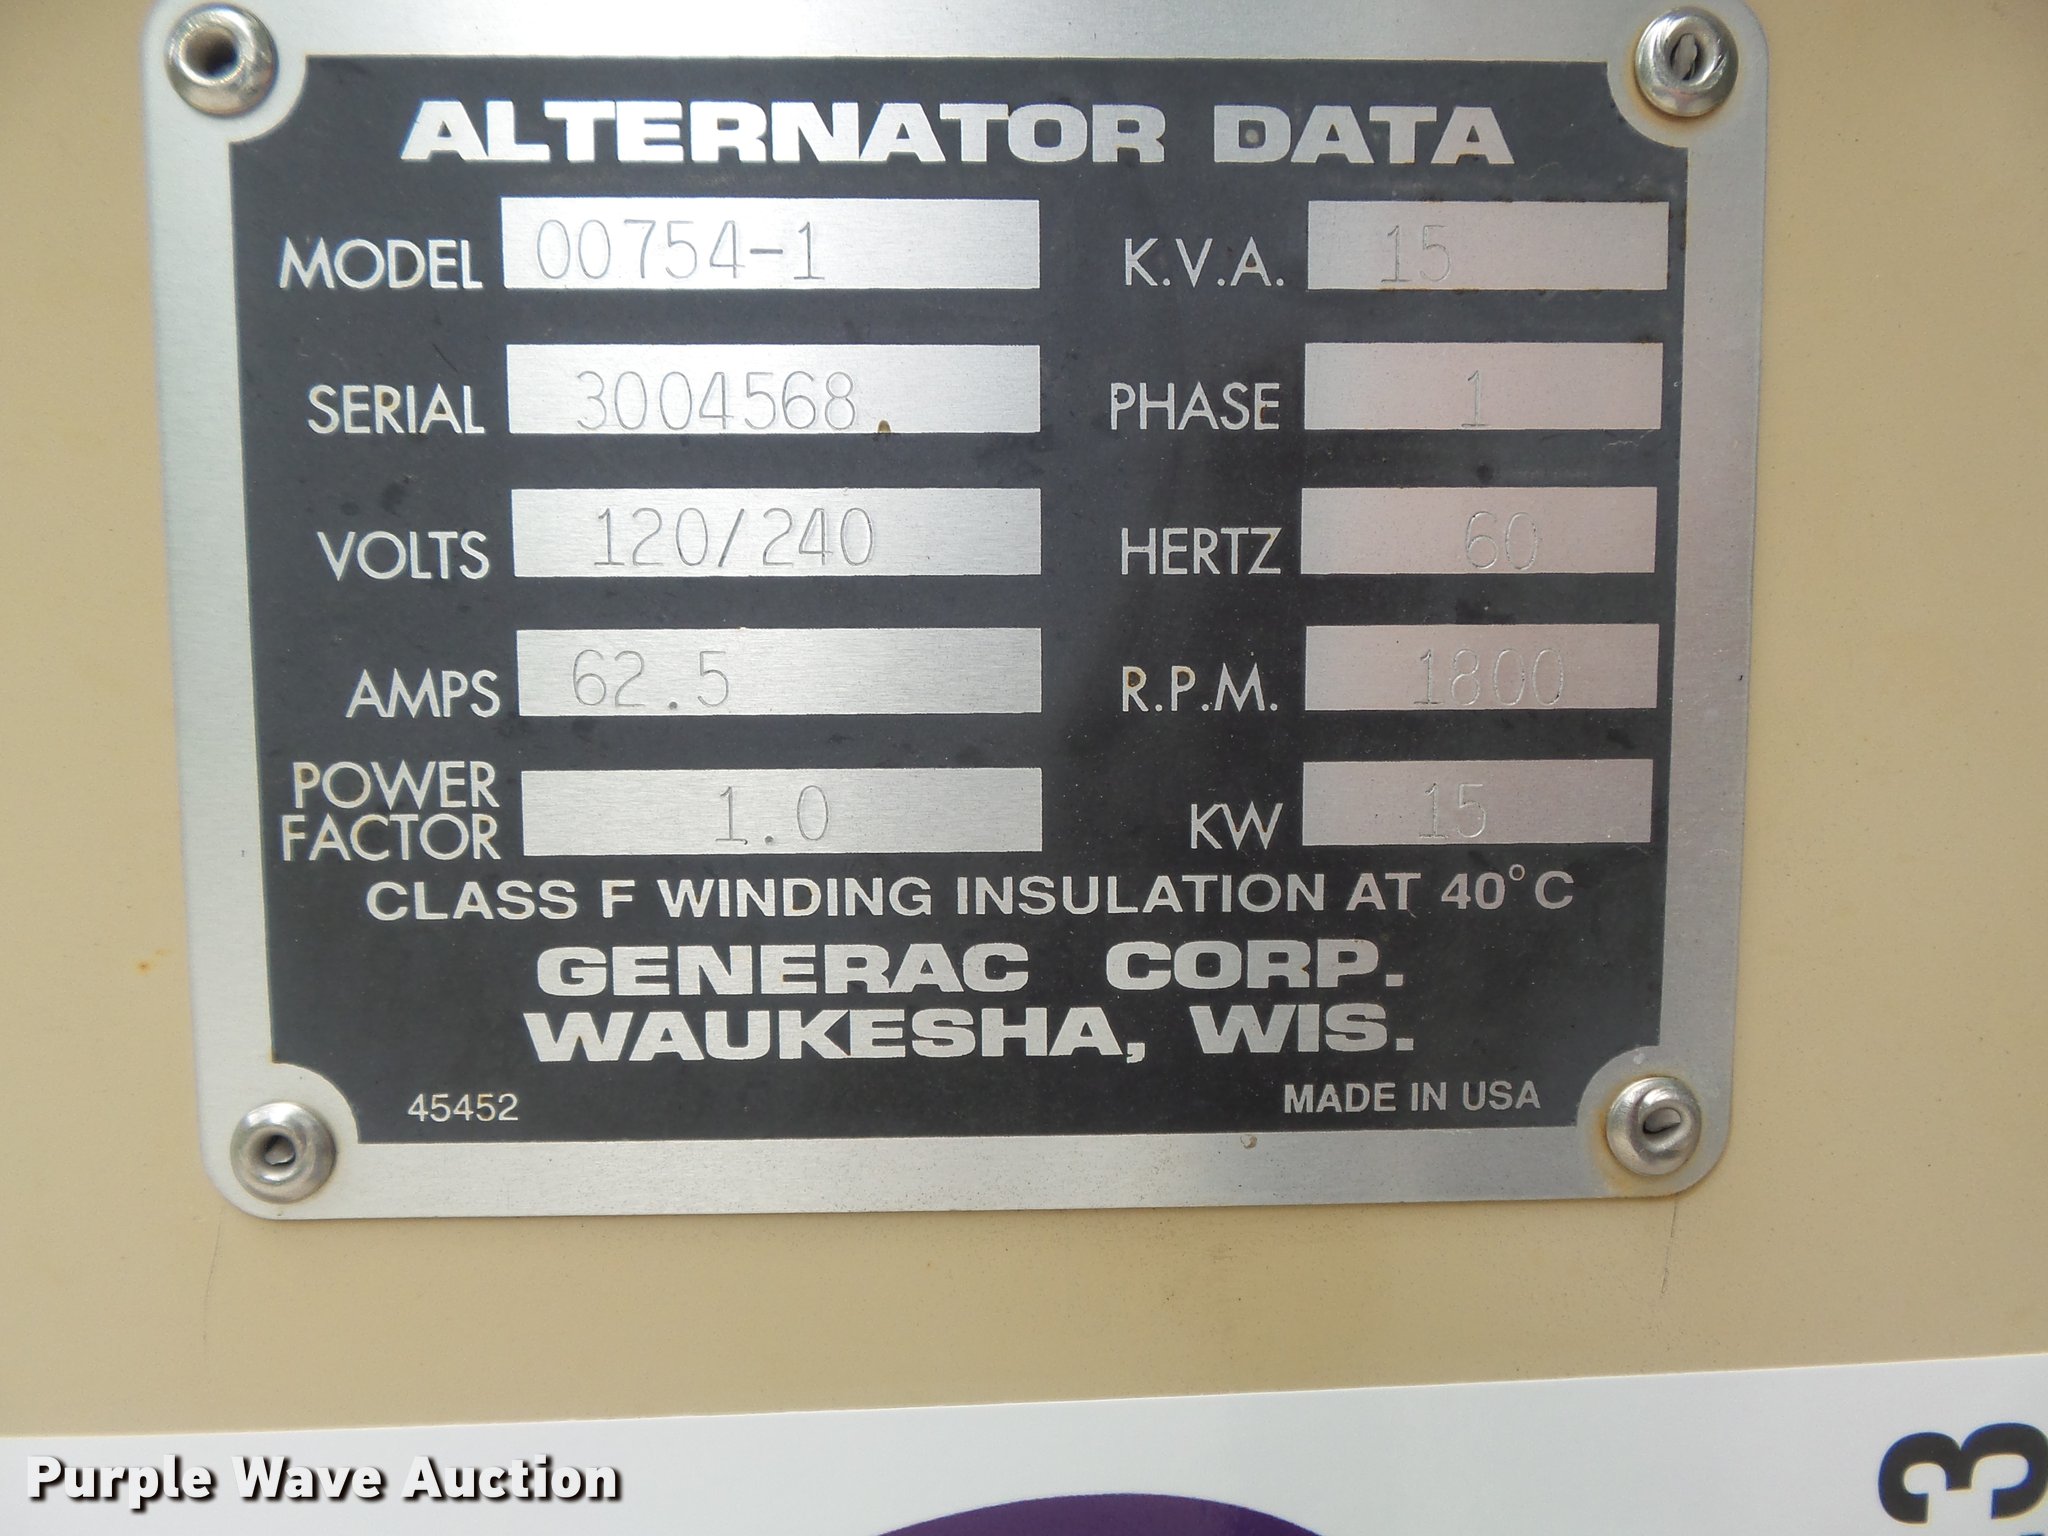 ALTERNATOR DATA
MODEL 00754-1 K.V.A. 15
SERIAL 3004568 PHASE 1
VOLTS 120/240 HERTZ 60
AMPS 62.5 R.P.M. 1800
POWER FACTOR 1.0 KW 15
CLASS F WINDING INSULATION AT 40°C
GENERAC CORP.
WAUKESHA, WIS.
45452 MADE IN USA
Purple Wave Auction
3